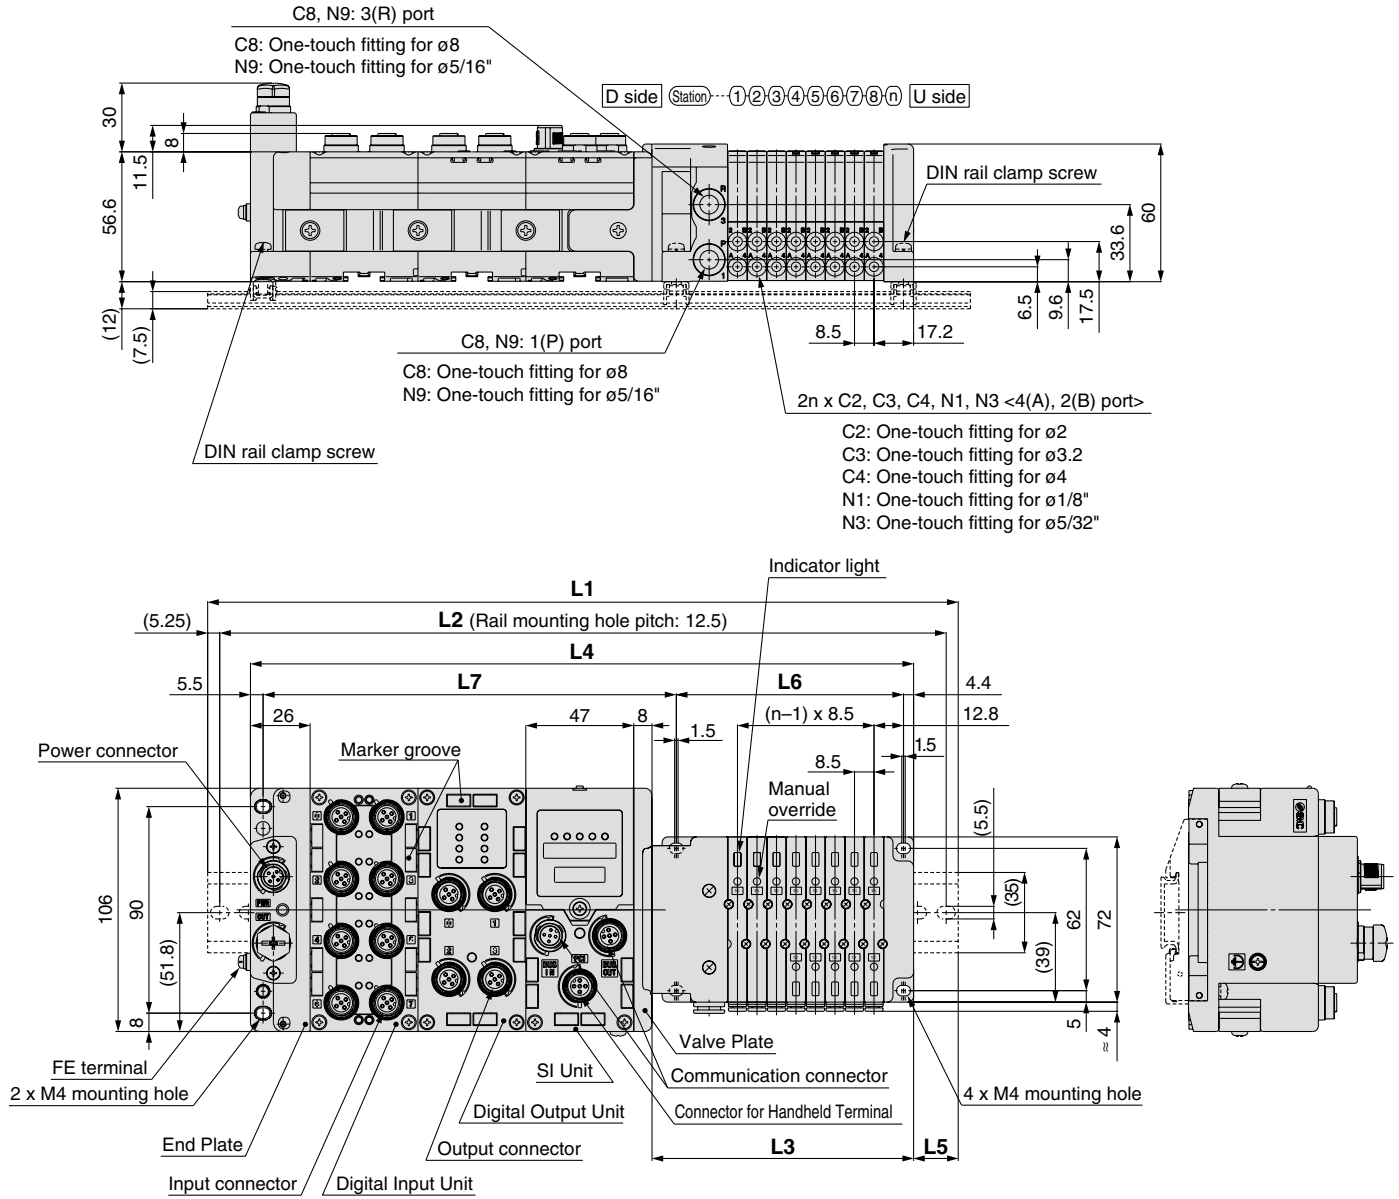 C8, N9: 3(R) port
C8: One-touch fitting for ø8
N9: One-touch fitting for ø5/16"
D side
Station
1 2 3 4 5 6 7 8 n
U side
30
11.5
8
56.6
(12)
(7.5)
DIN rail clamp screw
60
33.6
17.5
9.6
6.5
8.5
17.2
R
3
P
1
C8, N9: 1(P) port
C8: One-touch fitting for ø8
N9: One-touch fitting for ø5/16"
DIN rail clamp screw
2n x C2, C3, C4, N1, N3 <4(A), 2(B) port>
C2: One-touch fitting for ø2
C3: One-touch fitting for ø3.2
C4: One-touch fitting for ø4
N1: One-touch fitting for ø1/8"
N3: One-touch fitting for ø5/32"
Indicator light
L1
(5.25)
L2 (Rail mounting hole pitch: 12.5)
L4
5.5
L7
L6
4.4
26
47
8
(n–1) x 8.5
12.8
1.5
1.5
8.5
Power connector
Marker groove
Manual
override
(5.5)
106
90
(51.8)
8
PWR
OUT
BUS
IN
PCI
BUS
OUT
(35)
(39)
62
72
5
≈ 4
SMC
Valve Plate
FE terminal
SI Unit
Communication connector
2 x M4 mounting hole
4 x M4 mounting hole
Digital Output Unit
Connector for Handheld Terminal
End Plate
Output connector
L3
L5
Input connector
Digital Input Unit